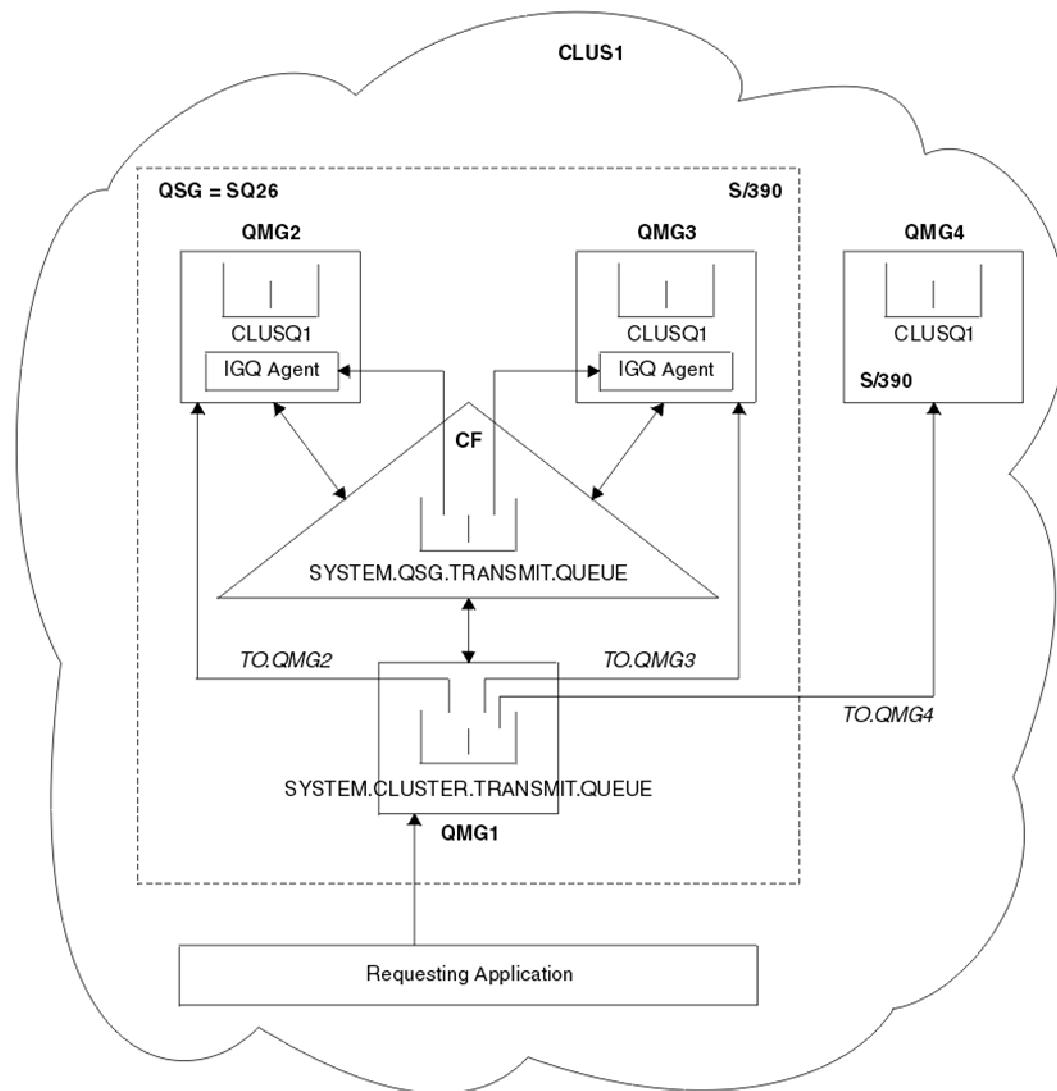 CLUS1
QSG = SQ26
S/390
QMG2
QMG3
QMG4
CLUSQ1
CLUSQ1
CLUSQ1
IGQ Agent
IGQ Agent
S/390
CF
SYSTEM.QSG.TRANSMIT.QUEUE
TO.QMG2
TO.QMG3
TO.QMG4
SYSTEM.CLUSTER.TRANSMIT.QUEUE
QMG1
Requesting Application